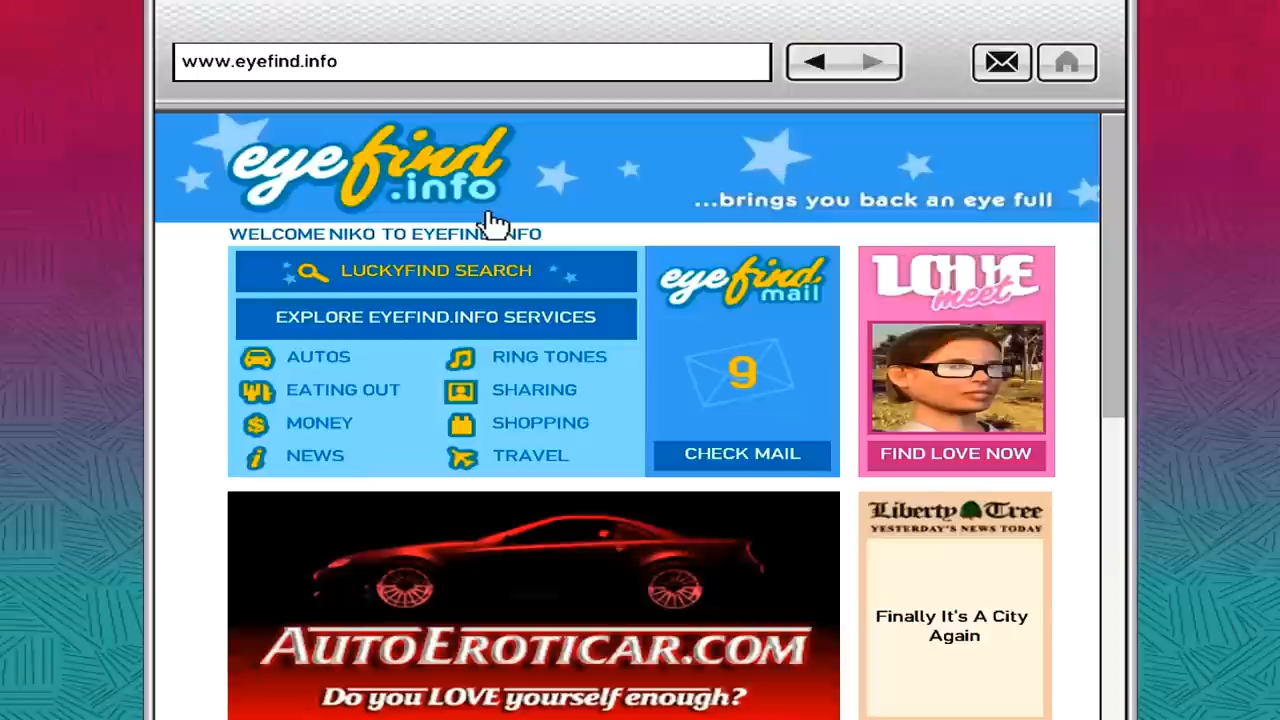 www.eyefind.info
eyefind
.info
...brings you back an eye full
WELCOME NIKO TO EYEFIND.INFO
LUCKYFIND SEARCH
EXPLORE EYEFIND.INFO SERVICES
AUTOS
RING TONES
EATING OUT
SHARING
MONEY
SHOPPING
NEWS
TRAVEL
eyefind
mail
9
CHECK MAIL
LOVE
meet
FIND LOVE NOW
AUTOEROTICAR.COM
Do you LOVE yourself enough?
Liberty Tree
YESTERDAY'S NEWS TODAY
Finally It's A City
Again